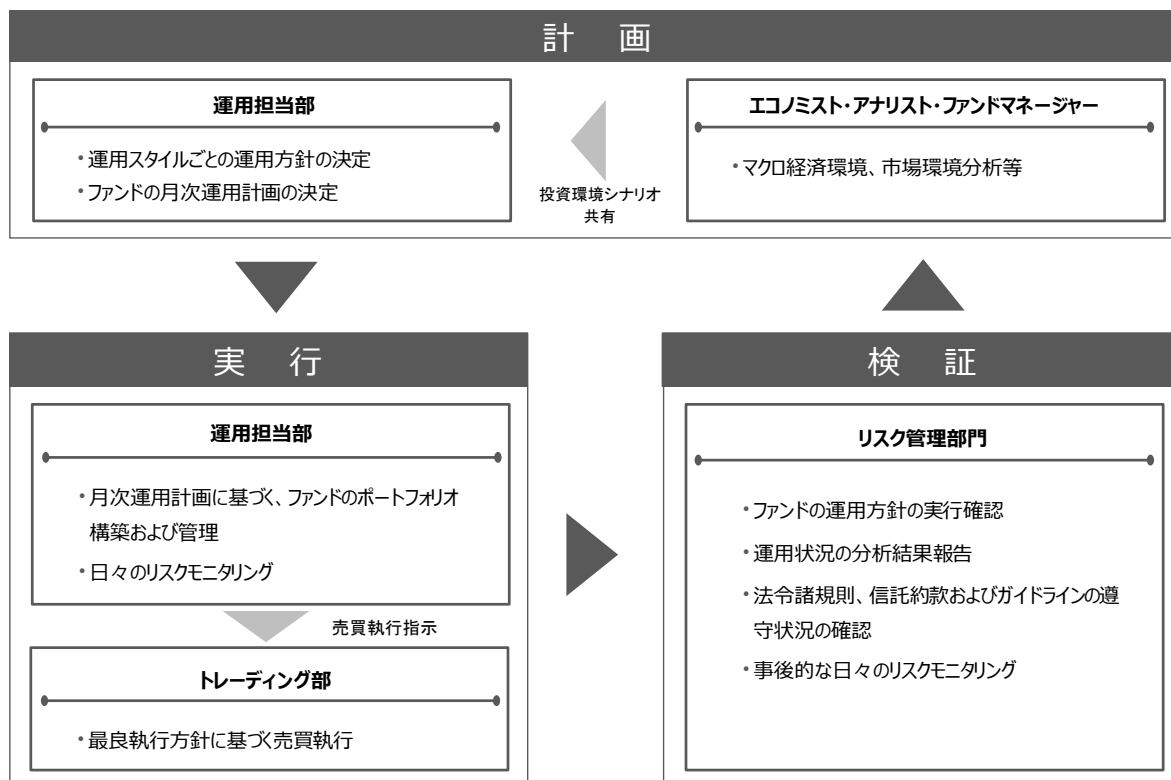 計 画
運用担当部
・運用スタイルごとの運用方針の決定
・ファンドの月次運用計画の決定
投資環境シナリオ
共有
エコノミスト・アナリスト・ファンドマネージャー
・マクロ経済環境、市場環境分析等
実 行
運用担当部
・月次運用計画に基づく、ファンドのポートフォリオ
構築および管理
・日々のリスクモニタリング
売買執行指示
トレーディング部
・最良執行方針に基づく売買執行
検 証
リスク管理部門
・ファンドの運用方針の実行確認
・運用状況の分析結果報告
・法令諸規則、信託約款およびガイドラインの遵
守状況の確認
・事後的な日々のリスクモニタリング